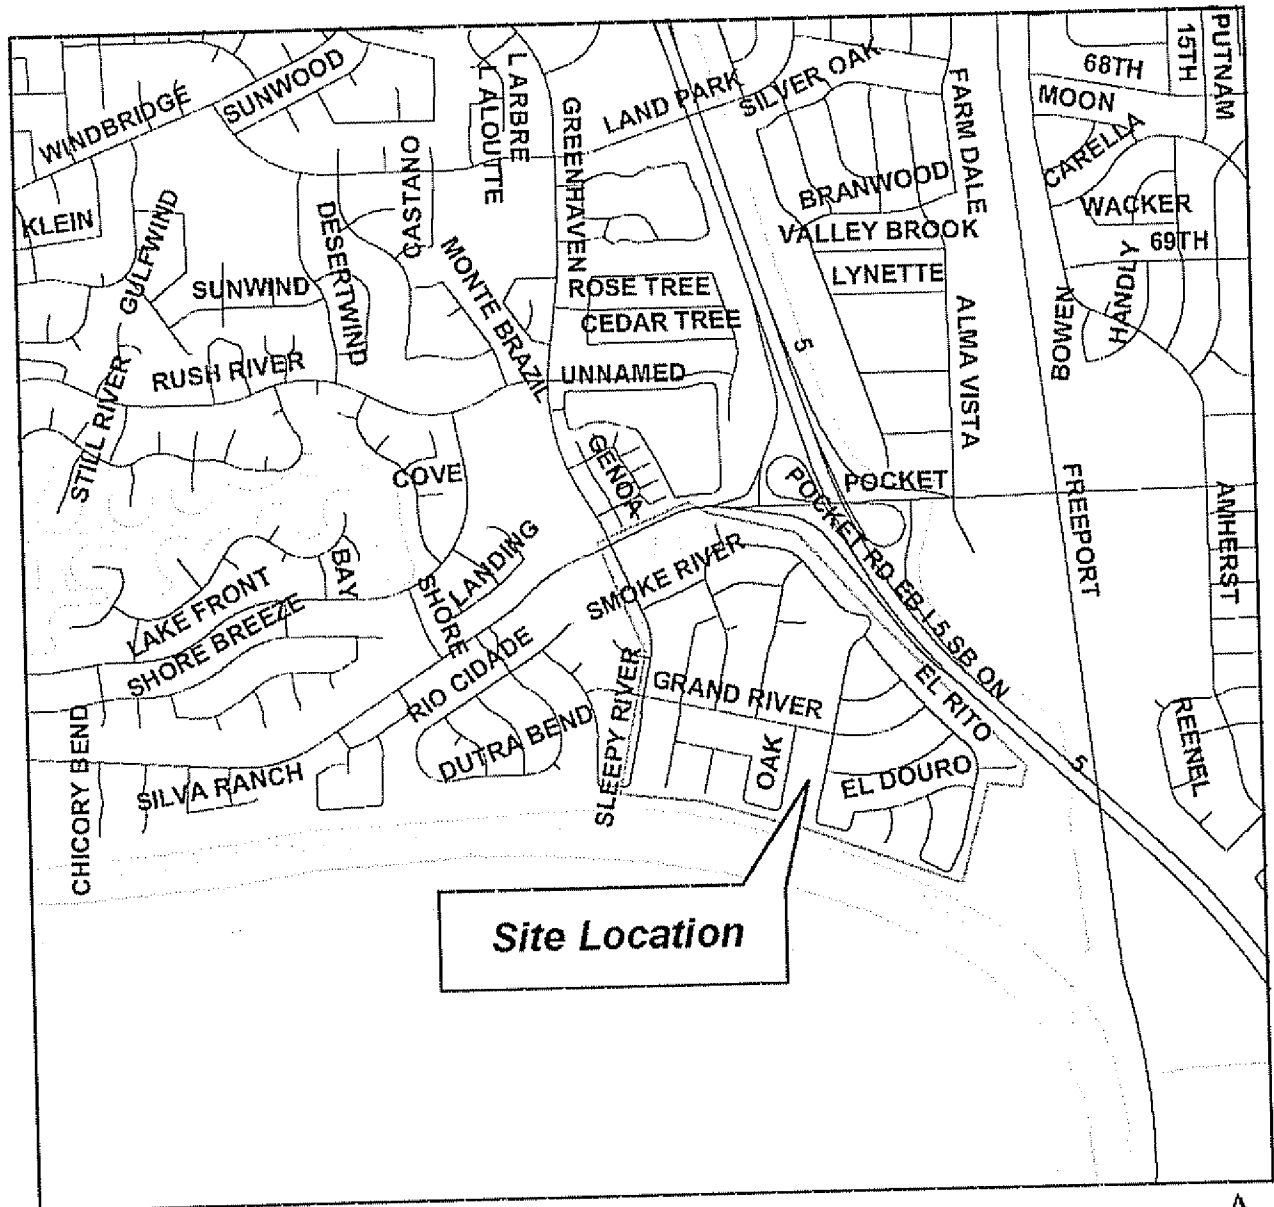 PUTNAM
15TH
68TH
MOON
CARELLA
WACKER
69TH
HANDLY
BOWEN
FARM DALE
SILVER OAK
LAND PARK
BRANWOOD
VALLEY BROOK
LYNETTE
ALMA VISTA
L ARBRE
L ALOUTTE
GREENHAVEN
SUNWOOD
WINDBRIDGE
CASTANO
KLEIN
GULFWIND
DESERTWIND
SUNWIND
MONTE BRAZIL
ROSE TREE
CEDAR TREE
5
UNNAMED
RUSH RIVER
STILL RIVER
GENOA
COVE
POCKET
POCKET RD EB I-5 SB ON
FREEPORT
AMHERST
LANDING
SHORE
BAY
LAKE FRONT
SHORE BREEZE
SMOKE RIVER
RIO CIDADE
GRAND RIVER
SLEEPY RIVER
DUTRA BEND
EL RITO
EL DOURO
OAK
5
REENEL
CHICORY BEND
SILVA RANCH
Site Location